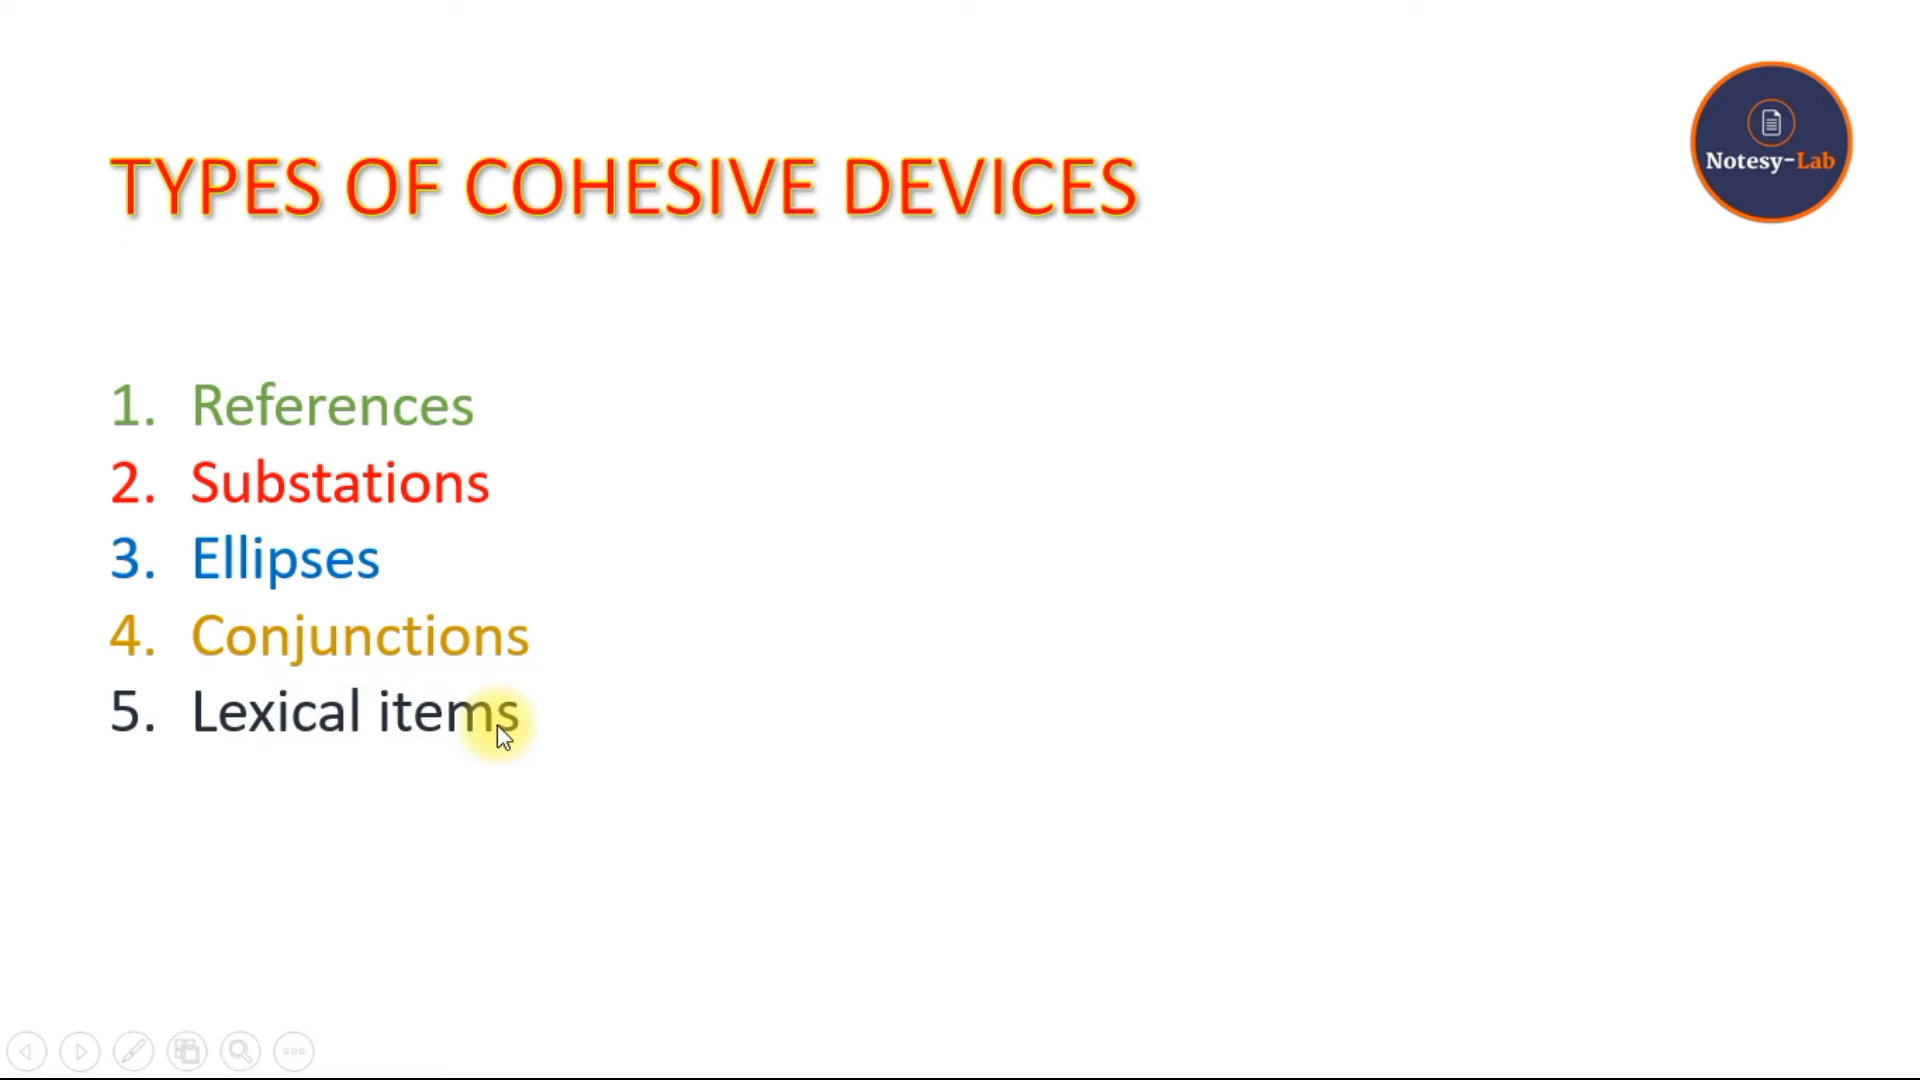 Notesy-Lab
TYPES OF COHESIVE DEVICES
1. References
2. Substations
3. Ellipses
4. Conjunctions
5. Lexical items